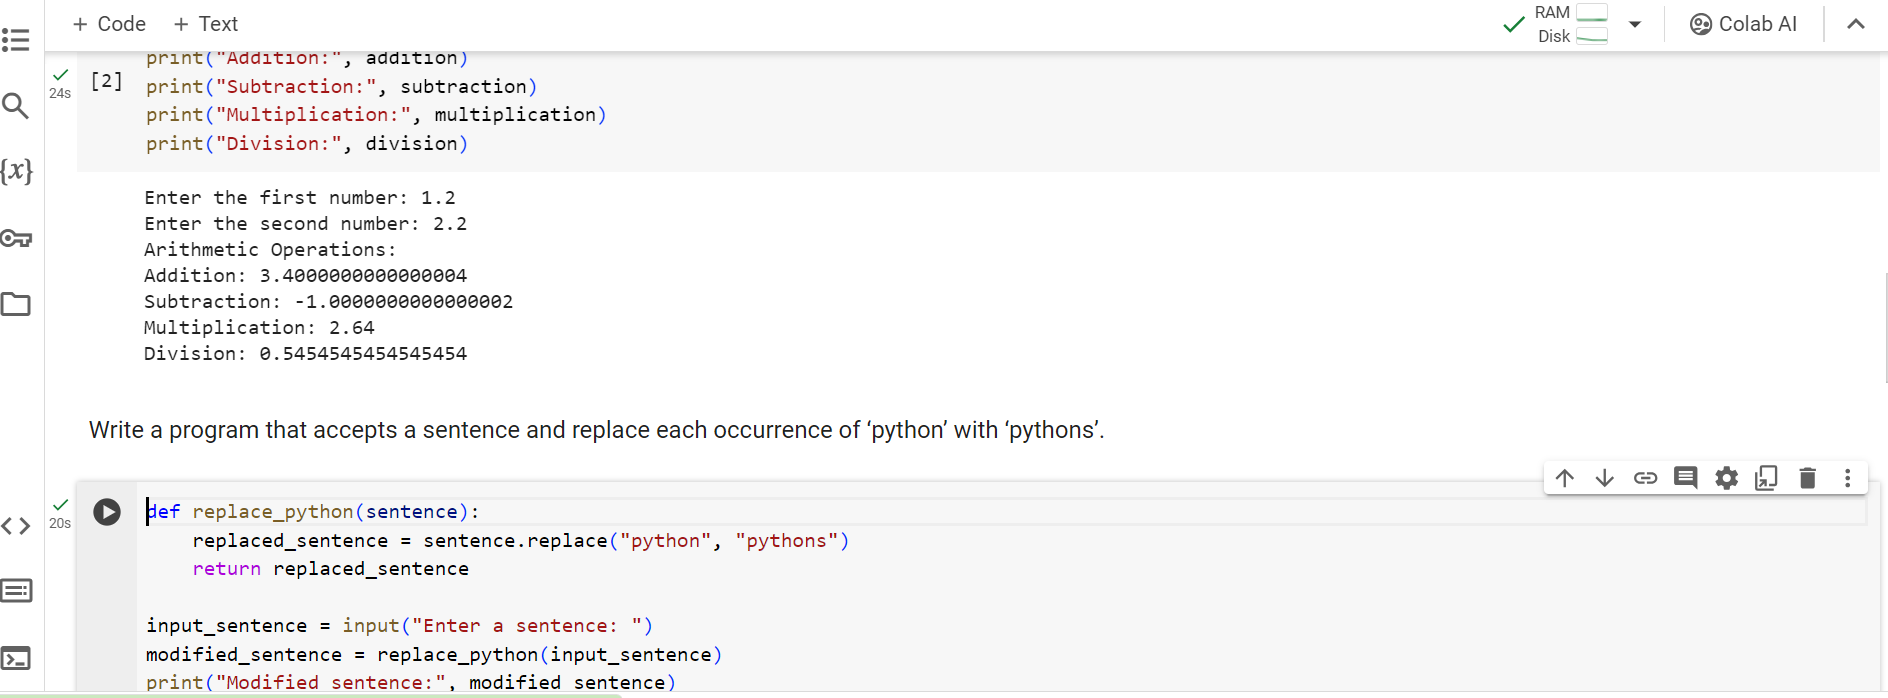 + Code + Text
RAM
Disk
Colab AI
24s
[2]
print("Addition:", addition)
print("Subtraction:", subtraction)
print("Multiplication:", multiplication)
print("Division:", division)
{x}
Enter the first number: 1.2
Enter the second number: 2.2
Arithmetic Operations:
Addition: 3.4000000000000004
Subtraction: -1.0000000000000002
Multiplication: 2.64
Division: 0.5454545454545454
Write a program that accepts a sentence and replace each occurrence of ‘python’ with ‘pythons’.
20s
def replace_python(sentence):
    replaced_sentence = sentence.replace("python", "pythons")
    return replaced_sentence
input_sentence = input("Enter a sentence: ")
modified_sentence = replace_python(input_sentence)
print("Modified sentence:", modified_sentence)